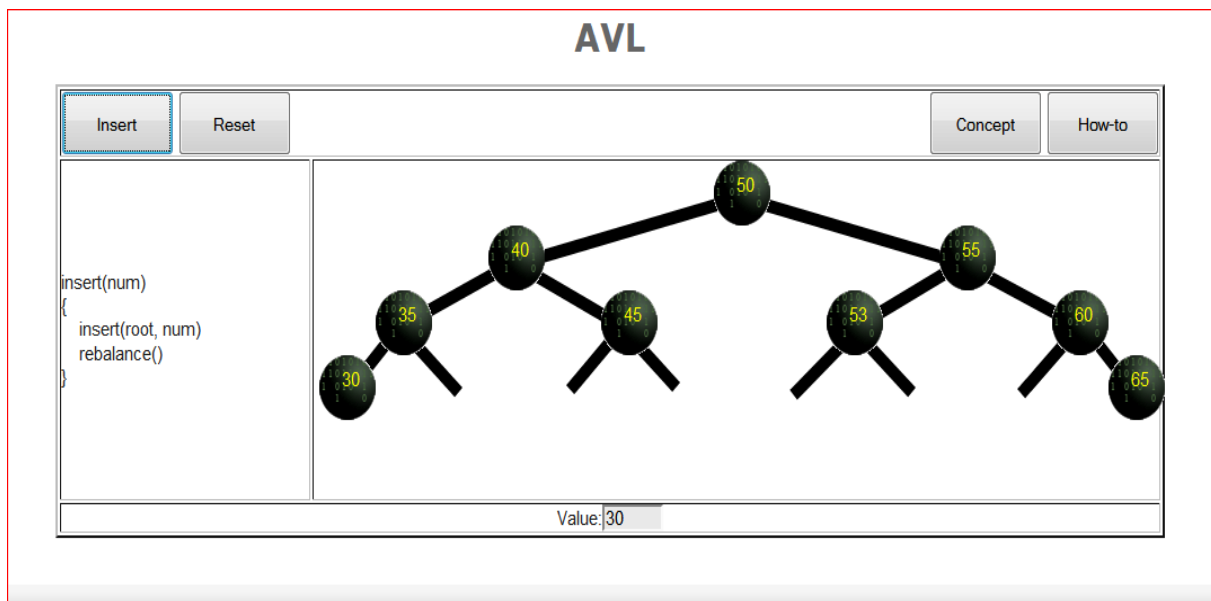 AVL
Insert Reset Concept How-to
50
40 55
35 45 53 60
30 65
insert(num)
{
insert(root, num)
rebalance()
}
Value: 30